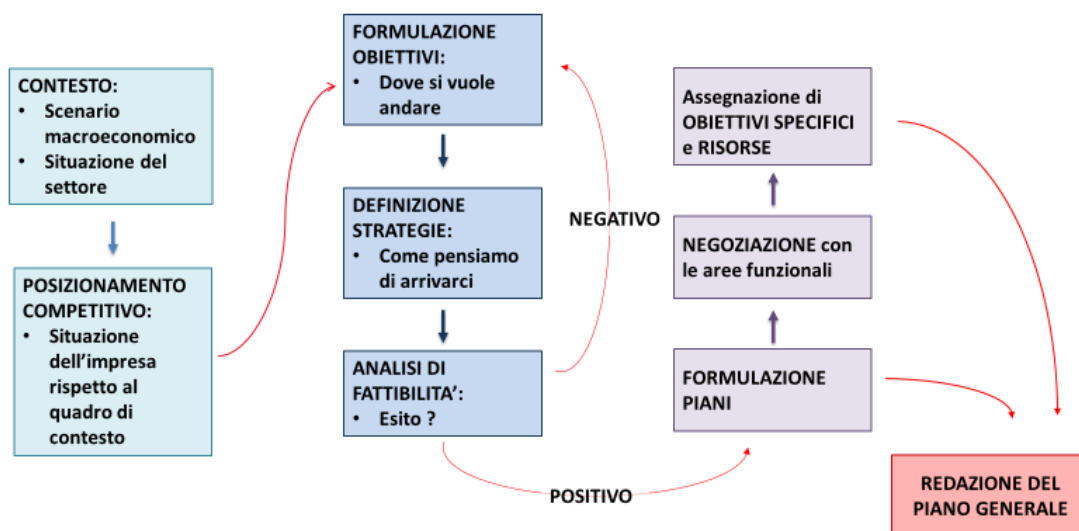 CONTESTO:
• Scenario
macroeconomico
• Situazione del
settore
POSIZIONAMENTO
COMPETITIVO:
• Situazione
dell’impresa
rispetto al
quadro di
contesto
FORMULAZIONE
OBIETTIVI:
• Dove si vuole
andare
DEFINIZIONE
STRATEGIE:
• Come pensiamo
di arrivarci
ANALISI DI
FATTIBILITA’:
• Esito ?
NEGATIVO
POSITIVO
Assegnazione di
OBIETTIVI SPECIFICI
e RISORSE
NEGOZIAZIONE con
le aree funzionali
FORMULAZIONE
PIANI
REDAZIONE DEL
PIANO GENERALE